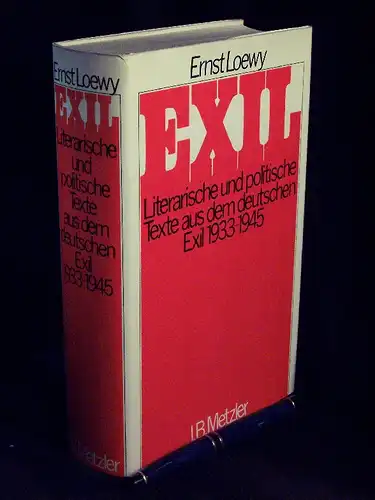 Ernst Loewy
EXIL
Literarische
und
politische
Texte
aus dem
deutschen
Exil
1933-1945
Metzler
Ernst Loewy
EXIL
Literarische und politische
Texte aus dem deutschen
Exil 1933-1945
J.B. Metzler